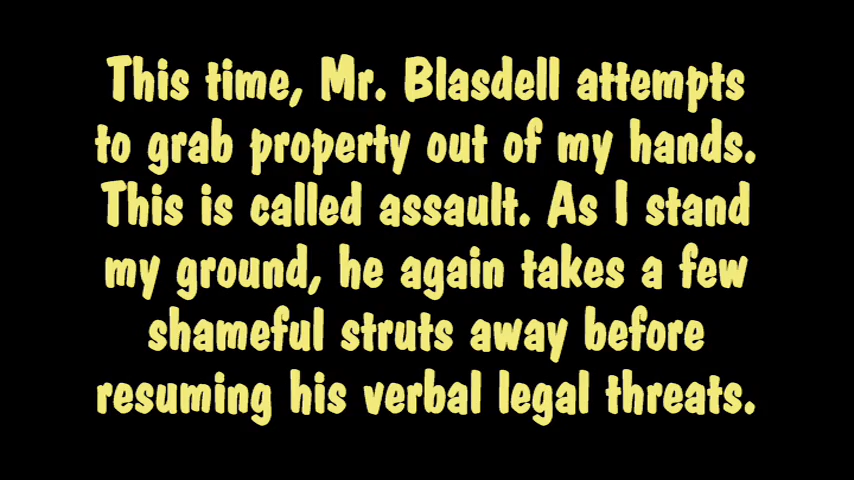 This time, Mr. Blasdell attempts
to grab property out of my hands.
This is called assault. As I stand
my ground, he again takes a few
shameful struts away before
resuming his verbal legal threats.